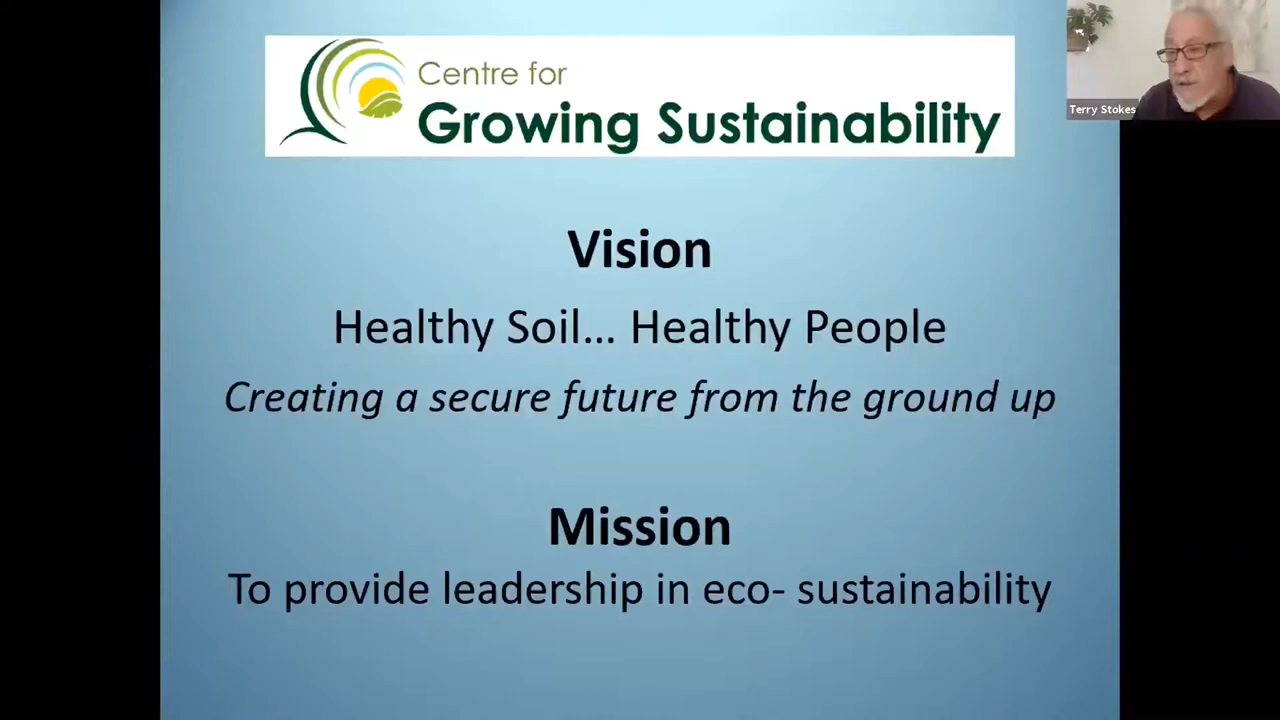 Centre for
Growing Sustainability
Terry Stokes
Vision
Healthy Soil... Healthy People
Creating a secure future from the ground up
Mission
To provide leadership in eco- sustainability